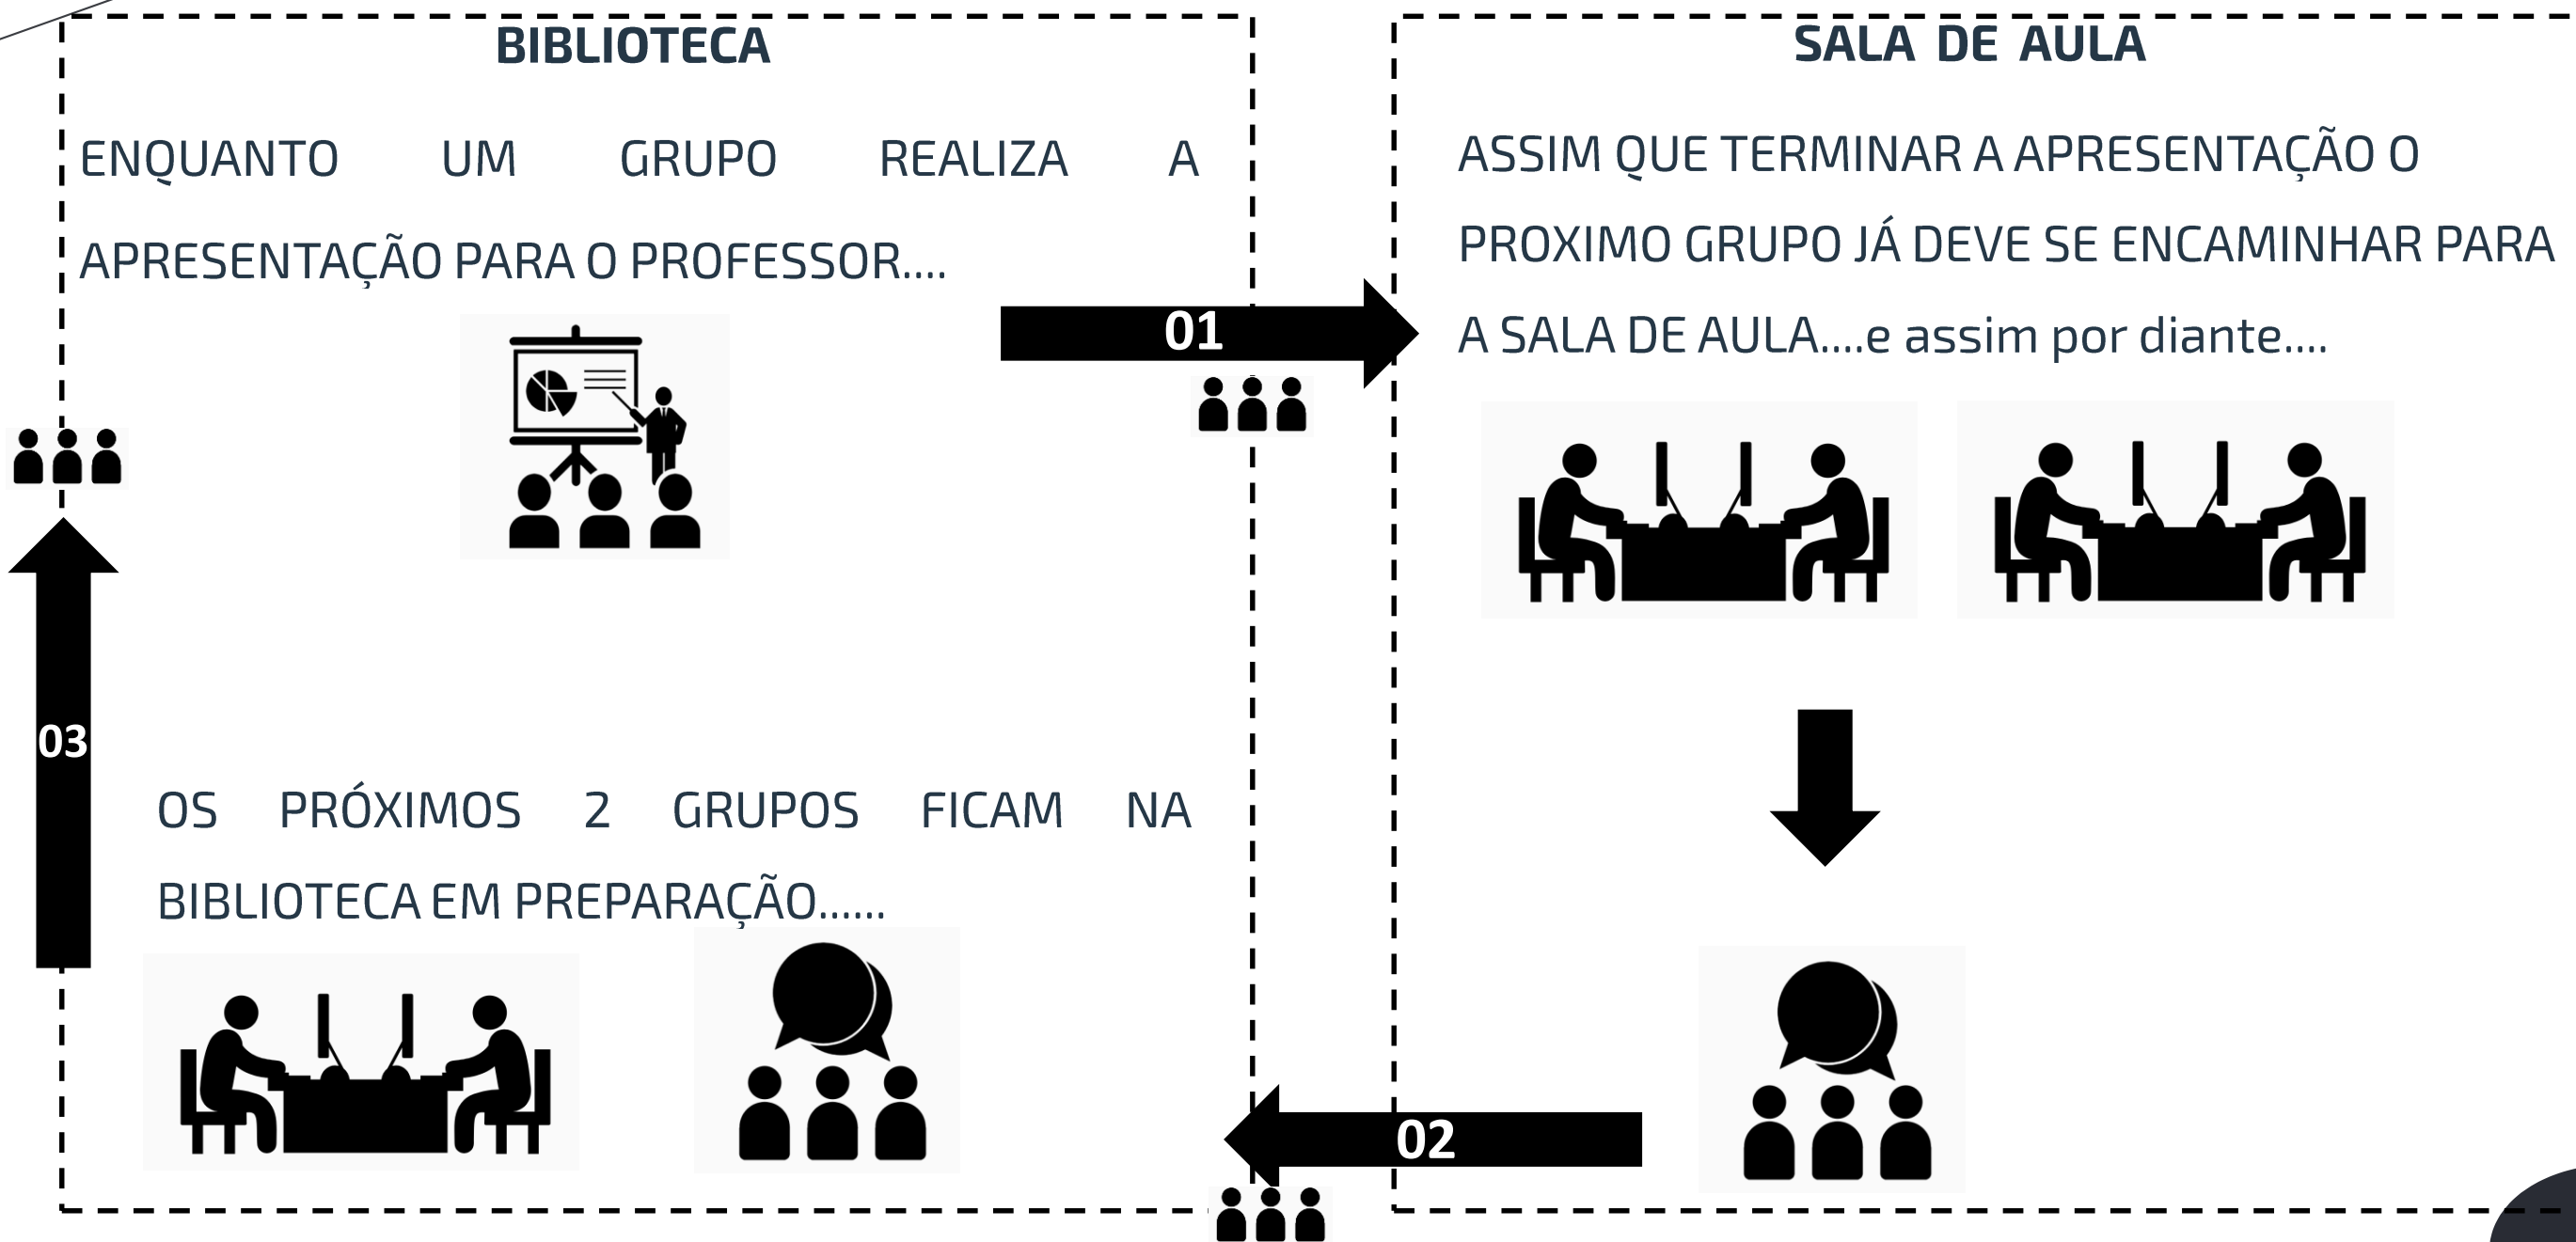 BIBLIOTECA
ENQUANTO UM GRUPO REALIZA A
APRESENTAÇÃO PARA O PROFESSOR....
01
03
OS PRÓXIMOS 2 GRUPOS FICAM NA
BIBLIOTECA EM PREPARAÇÃO......
SALA DE AULA
ASSIM QUE TERMINAR A APRESENTAÇÃO O
PROXIMO GRUPO JÁ DEVE SE ENCAMINHAR PARA
A SALA DE AULA....e assim por diante....
02